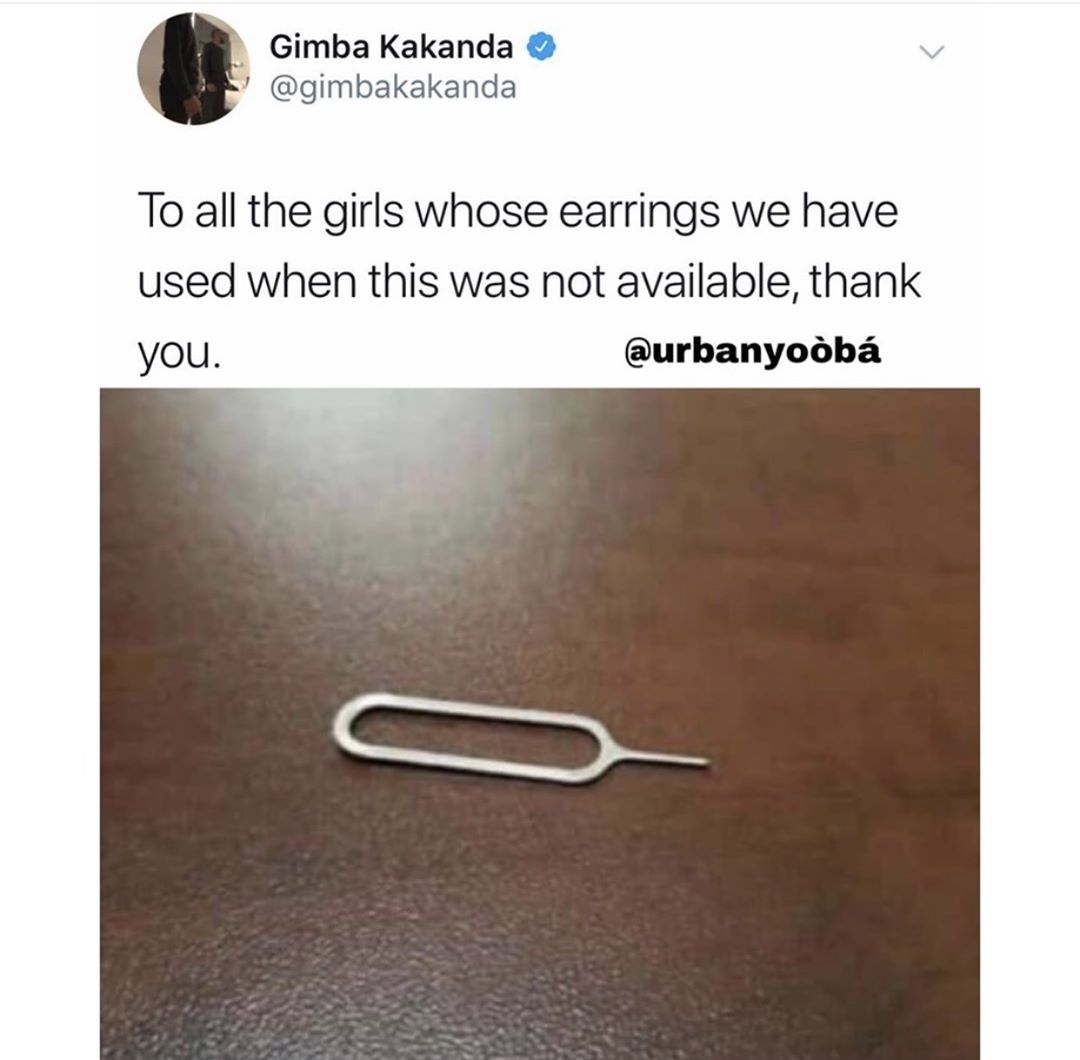 Gimba Kakanda
@gimbakakanda
To all the girls whose earrings we have
used when this was not available, thank
you.
@urbanyoòbá